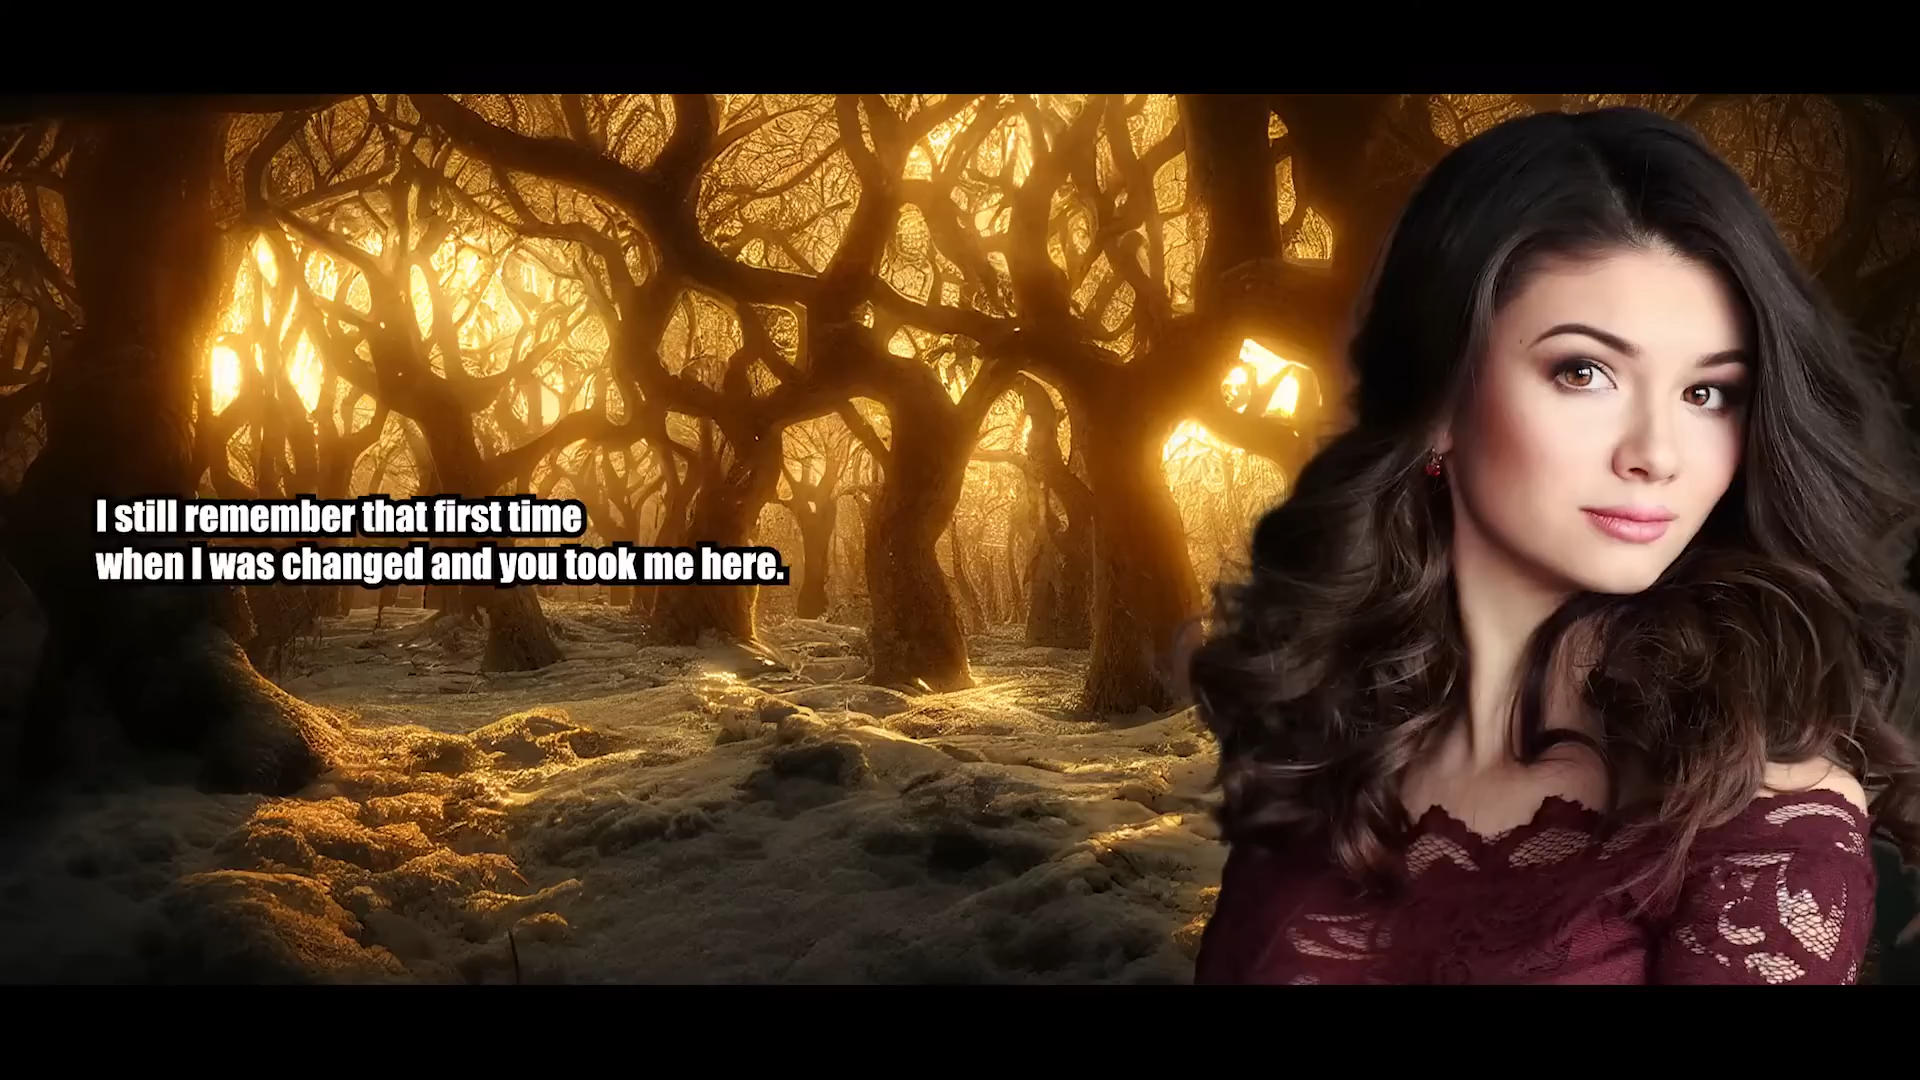 I still remember that first time
when I was changed and you took me here.